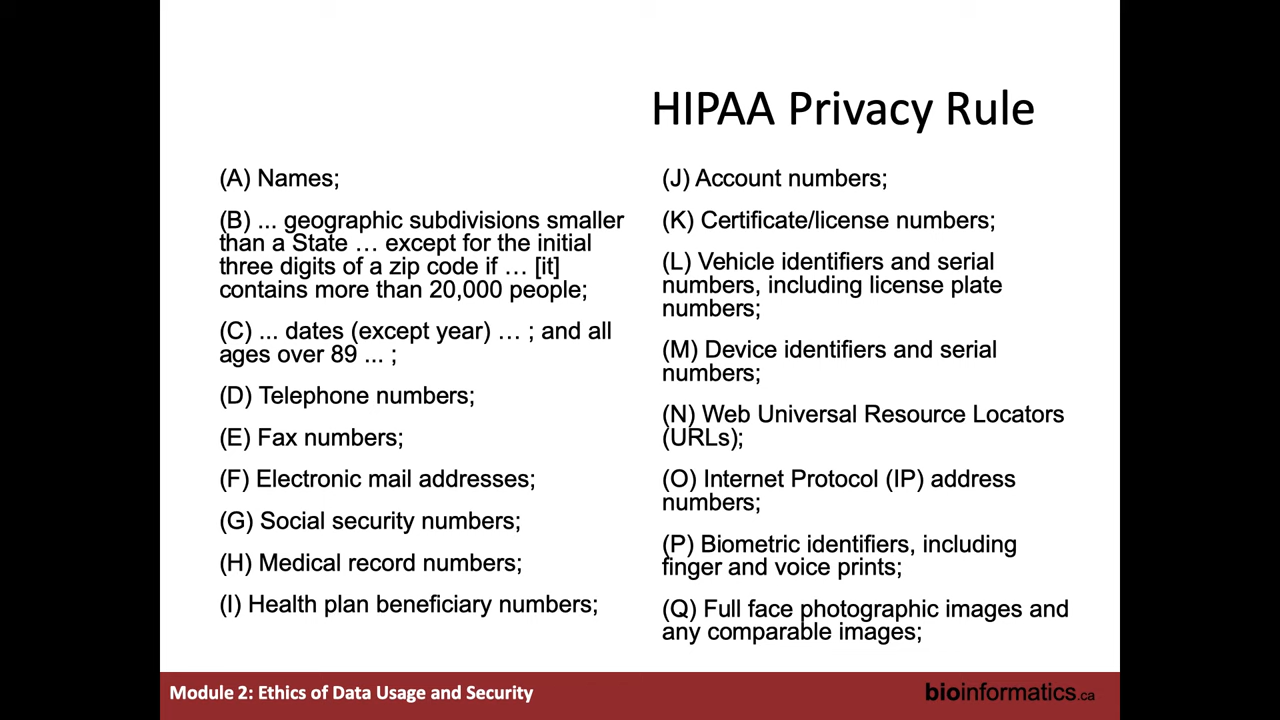 HIPAA Privacy Rule
(A) Names;
(B) ... geographic subdivisions smaller
than a State … except for the initial
three digits of a zip code if … [it]
contains more than 20,000 people;
(C) ... dates (except year) … ; and all
ages over 89 ... ;
(D) Telephone numbers;
(E) Fax numbers;
(F) Electronic mail addresses;
(G) Social security numbers;
(H) Medical record numbers;
(I) Health plan beneficiary numbers;
(J) Account numbers;
(K) Certificate/license numbers;
(L) Vehicle identifiers and serial
numbers, including license plate
numbers;
(M) Device identifiers and serial
numbers;
(N) Web Universal Resource Locators
(URLs);
(O) Internet Protocol (IP) address
numbers;
(P) Biometric identifiers, including
finger and voice prints;
(Q) Full face photographic images and
any comparable images;
Module 2: Ethics of Data Usage and Security
bioinformatics.ca